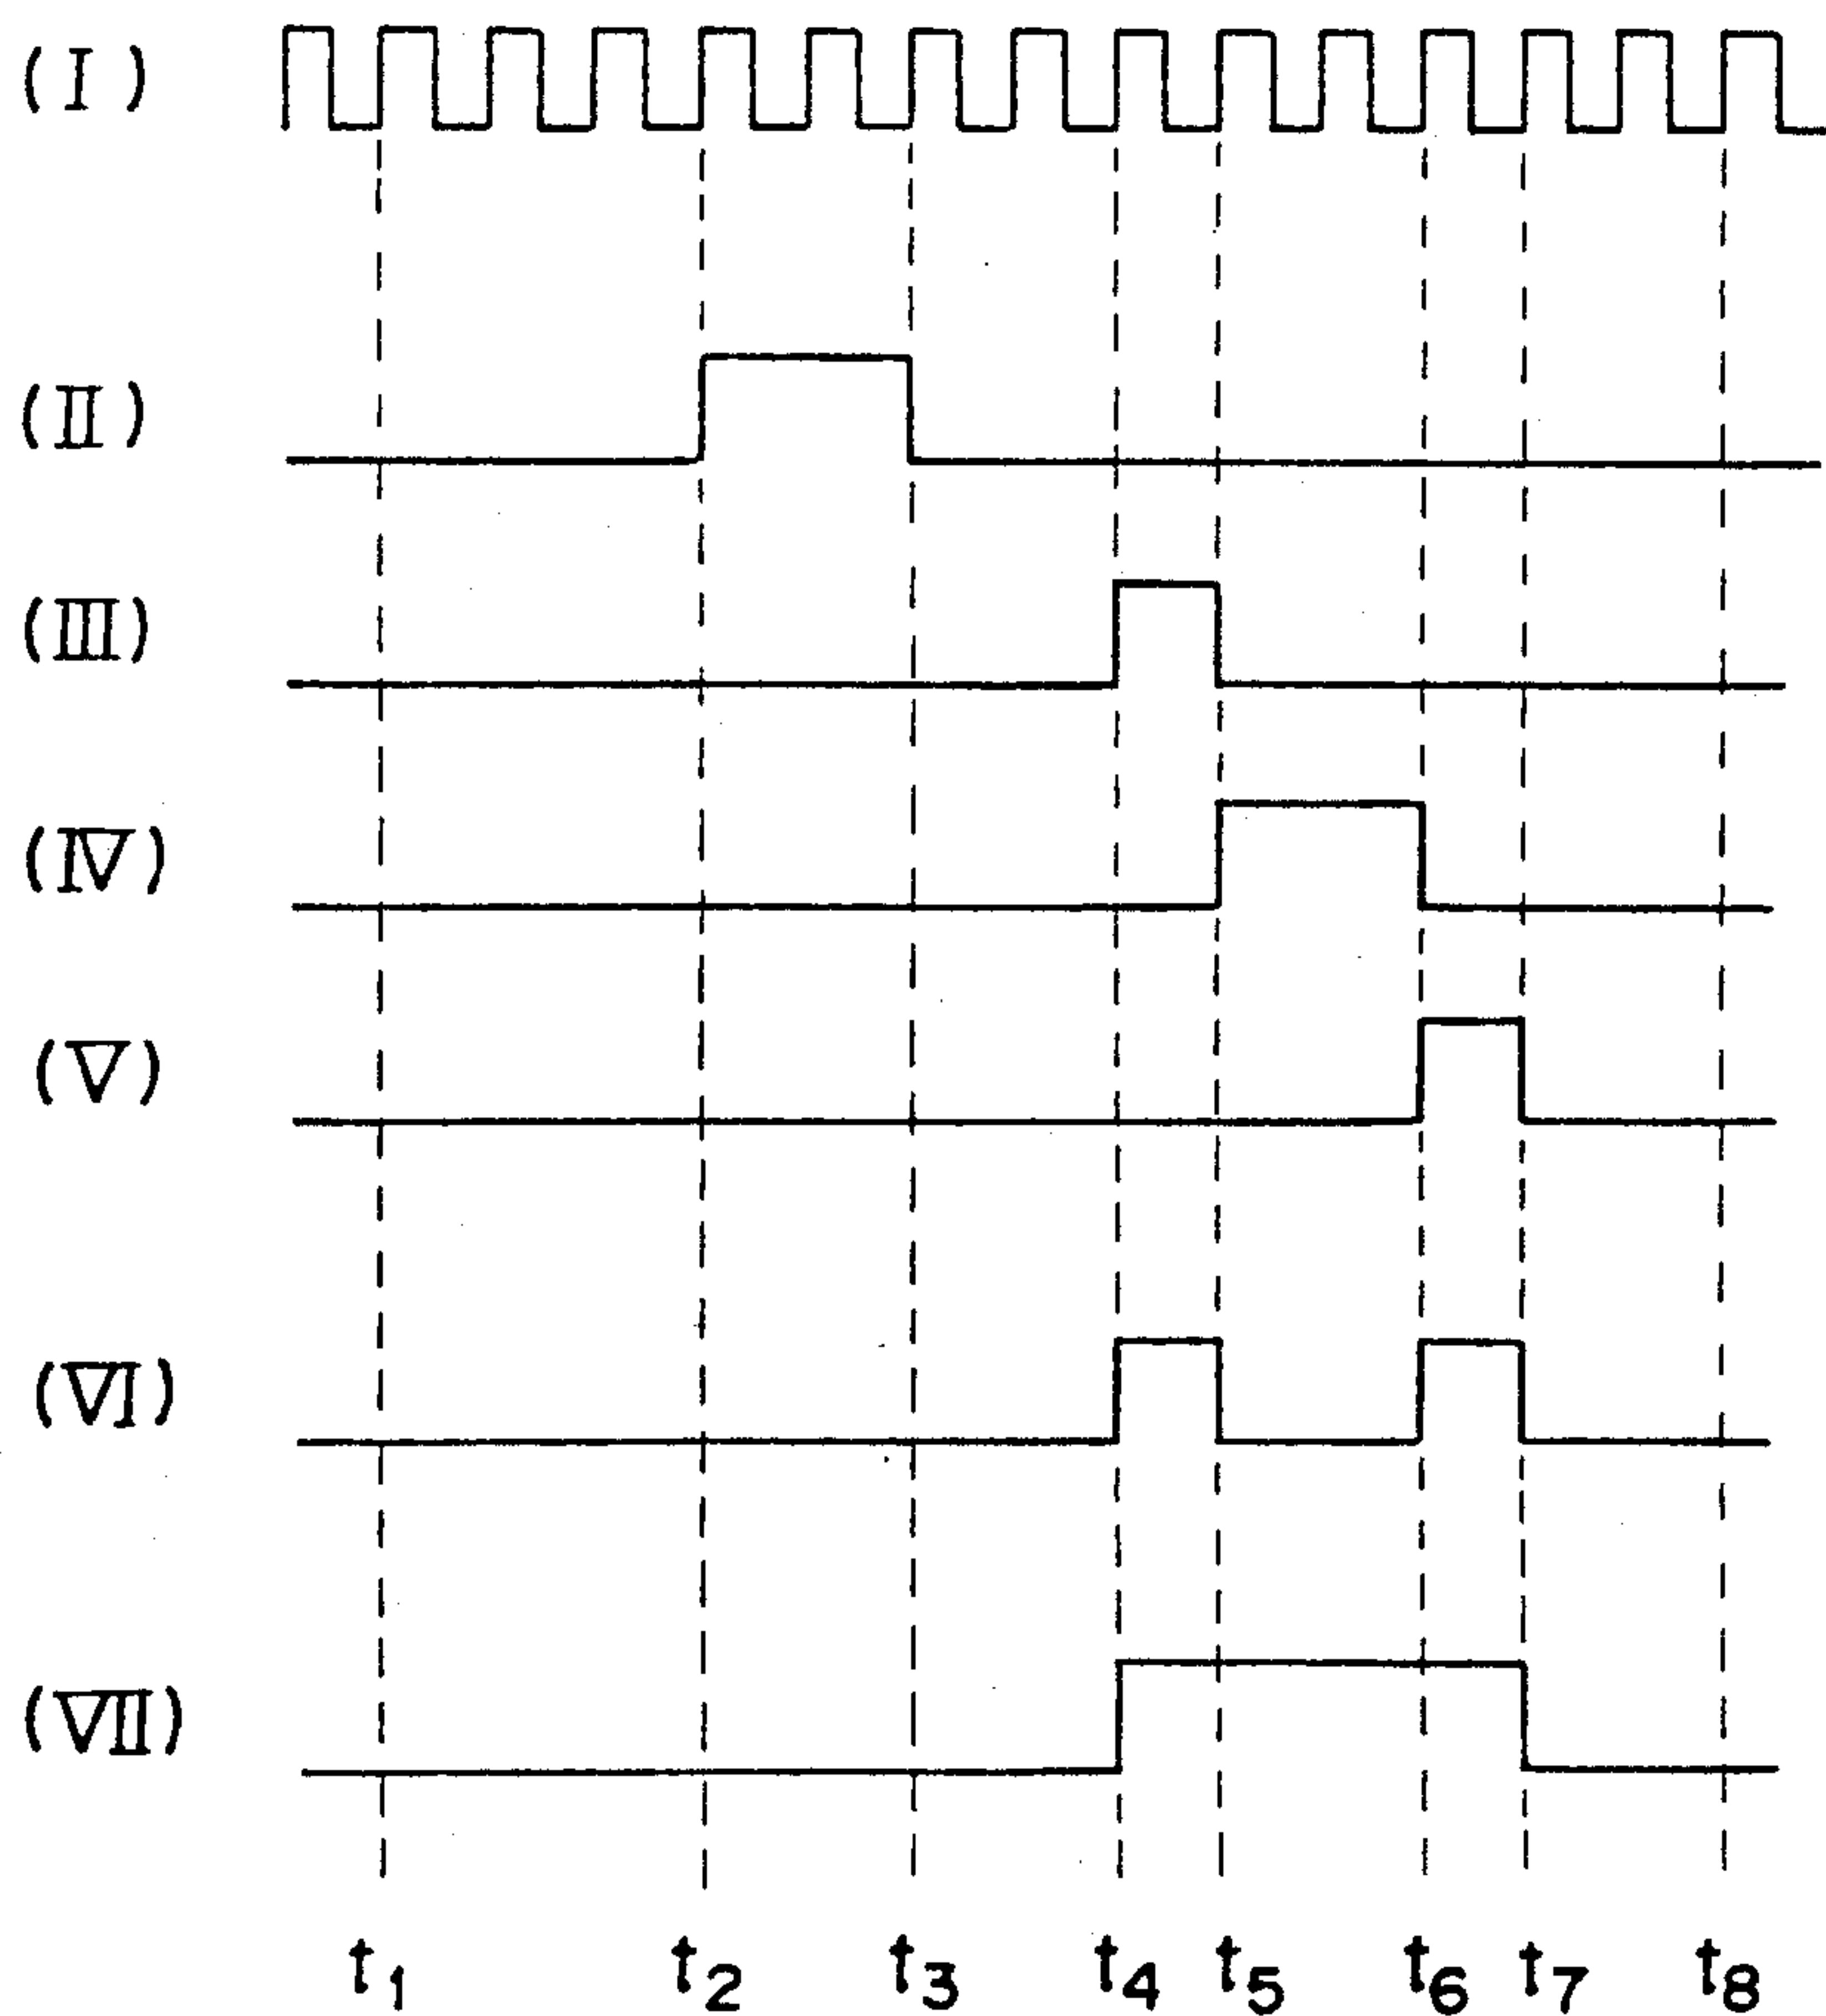 (I)
(II)
(III)
(IV)
(V)
(VI)
(VII)
t1 t2 t3 t4 t5 t6 t7 t8